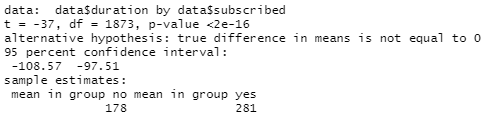 data:  data$duration by data$subscribed
t = -37, df = 1873, p-value <2e-16
alternative hypothesis: true difference in means is not equal to 0
95 percent confidence interval:
 -108.57  -97.51
sample estimates:
 mean in group no mean in group yes
              178               281